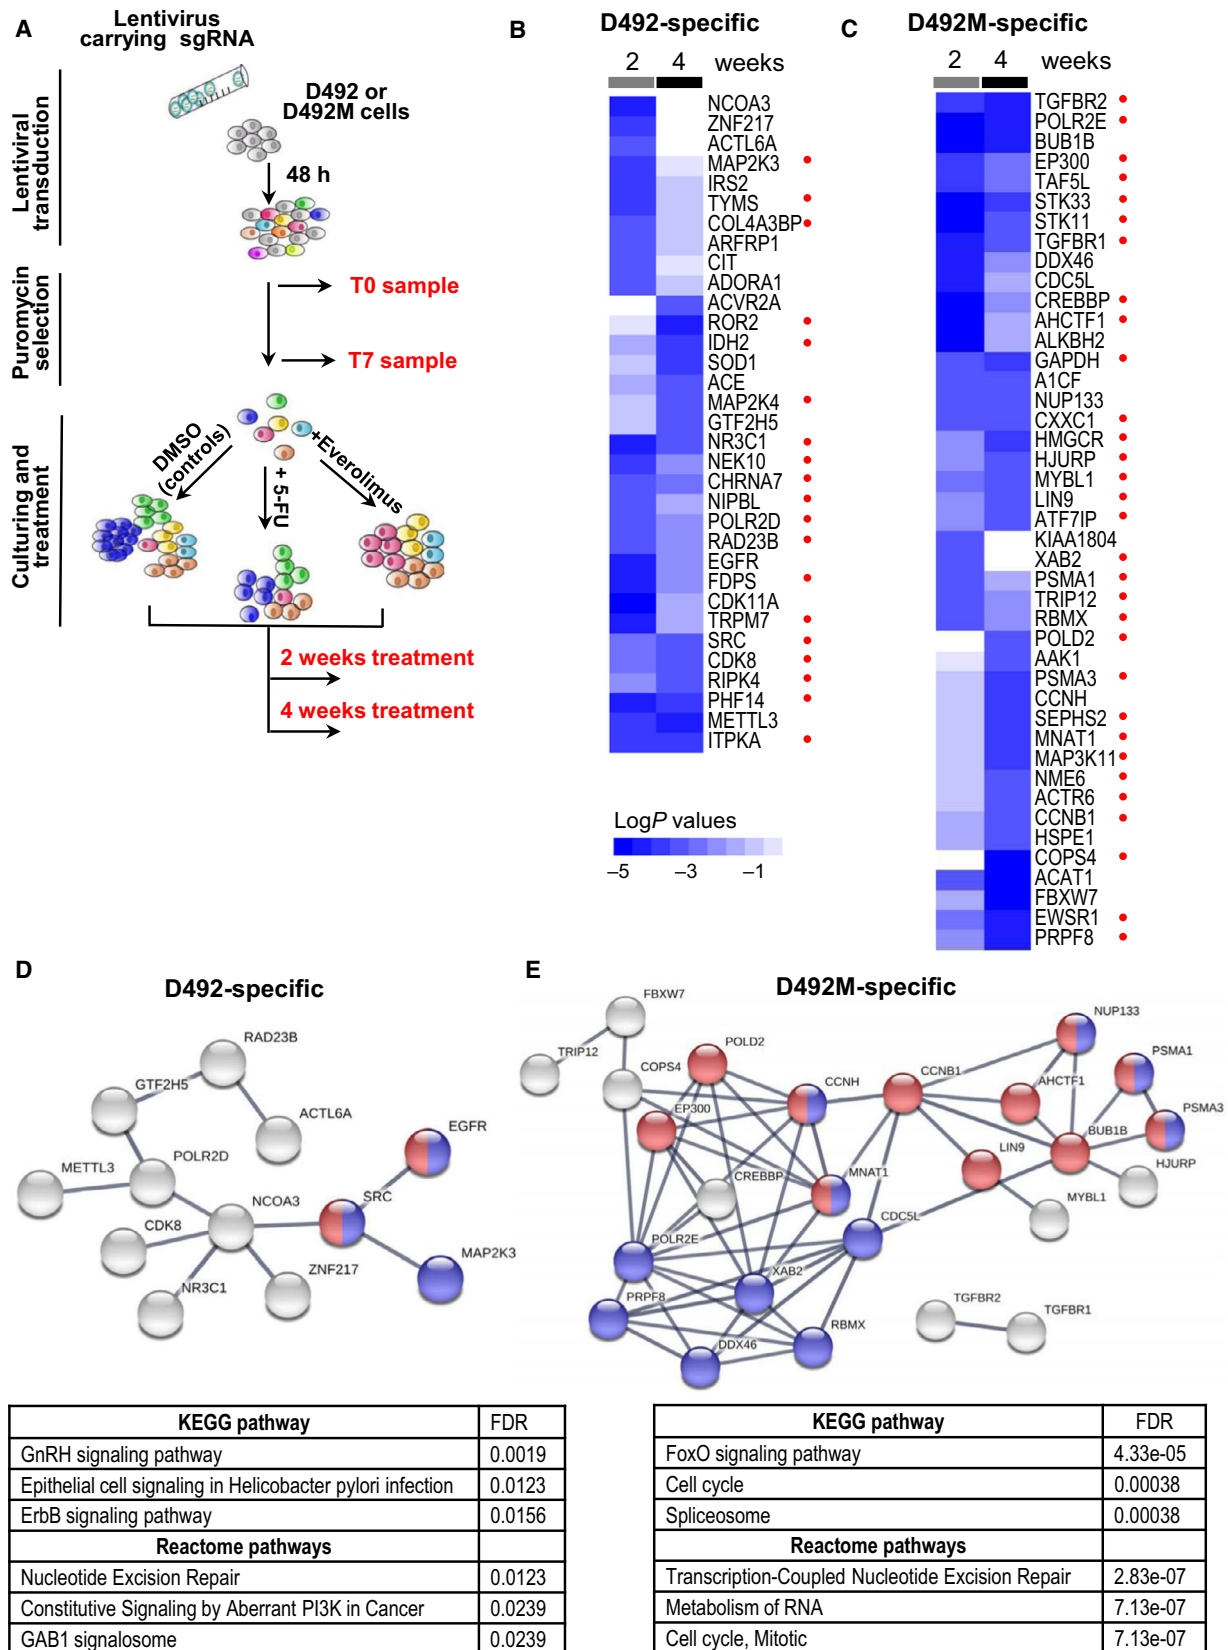 A
Lentivirus
carrying sgRNA
D492 or
D492M cells
48 h
Lentiviral
transduction
T0 sample
T7 sample
Puromycin
selection
DMSO
(controls)
+ 5-FU
+Everolimus
Culturing and
treatment
2 weeks treatment
4 weeks treatment
B
D492-specific
2 4 weeks
NCOA3
ZNF217
ACTL6A
MAP2K3
IRS2
TYMS
COL4A3BP
ARFRP1
CIT
ADORA1
ACVR2A
ROR2
IDH2
SOD1
ACE
MAP2K4
GTF2H5
NR3C1
NEK10
CHRNA7
NIPBL
POLR2D
RAD23B
EGFR
FDPS
CDK11A
TRPM7
SRC
CDK8
RIPK4
PHF14
METTL3
ITPKA
LogP values
–5 –3 –1
C
D492M-specific
2 4 weeks
TGFBR2
POLR2E
BUB1B
EP300
TAF5L
STK33
STK11
TGFBR1
DDX46
CDC5L
CREBBP
AHCTF1
ALKBH2
GAPDH
A1CF
NUP133
CXXC1
HMGCR
HJURP
MYBL1
LIN9
ATF7IP
KIAA1804
XAB2
PSMA1
TRIP12
RBMX
POLD2
AAK1
PSMA3
CCNH
SEPHS2
MNAT1
MAP3K11
NME6
ACTR6
CCNB1
HSPE1
COPS4
ACAT1
FBXW7
EWSR1
PRPF8
D
D492-specific
RAD23B
GTF2H5
ACTL6A
EGFR
METTL3
POLR2D
SRC
NCOA3
CDK8
MAP2K3
ZNF217
NR3C1
KEGG pathway FDR
GnRH signaling pathway 0.0019
Epithelial cell signaling in Helicobacter pylori infection 0.0123
ErbB signaling pathway 0.0156
Reactome pathways
Nucleotide Excision Repair 0.0123
Constitutive Signaling by Aberrant PI3K in Cancer 0.0239
GAB1 signalosome 0.0239
E
D492M-specific
FBXW7
NUP133
TRIP12
POLD2
PSMA1
COPS4
CCNH
CCNB1
AHCTF1
EP300
PSMA3
BUB1B
LIN9
HJURP
CREBBP
MNAT1
MYBL1
CDC5L
POLR2E
XAB2
PRPF8
TGFBR2
TGFBR1
RBMX
DDX46
KEGG pathway FDR
FoxO signaling pathway 4.33e-05
Cell cycle 0.00038
Spliceosome 0.00038
Reactome pathways
Transcription-Coupled Nucleotide Excision Repair 2.83e-07
Metabolism of RNA 7.13e-07
Cell cycle, Mitotic 7.13e-07